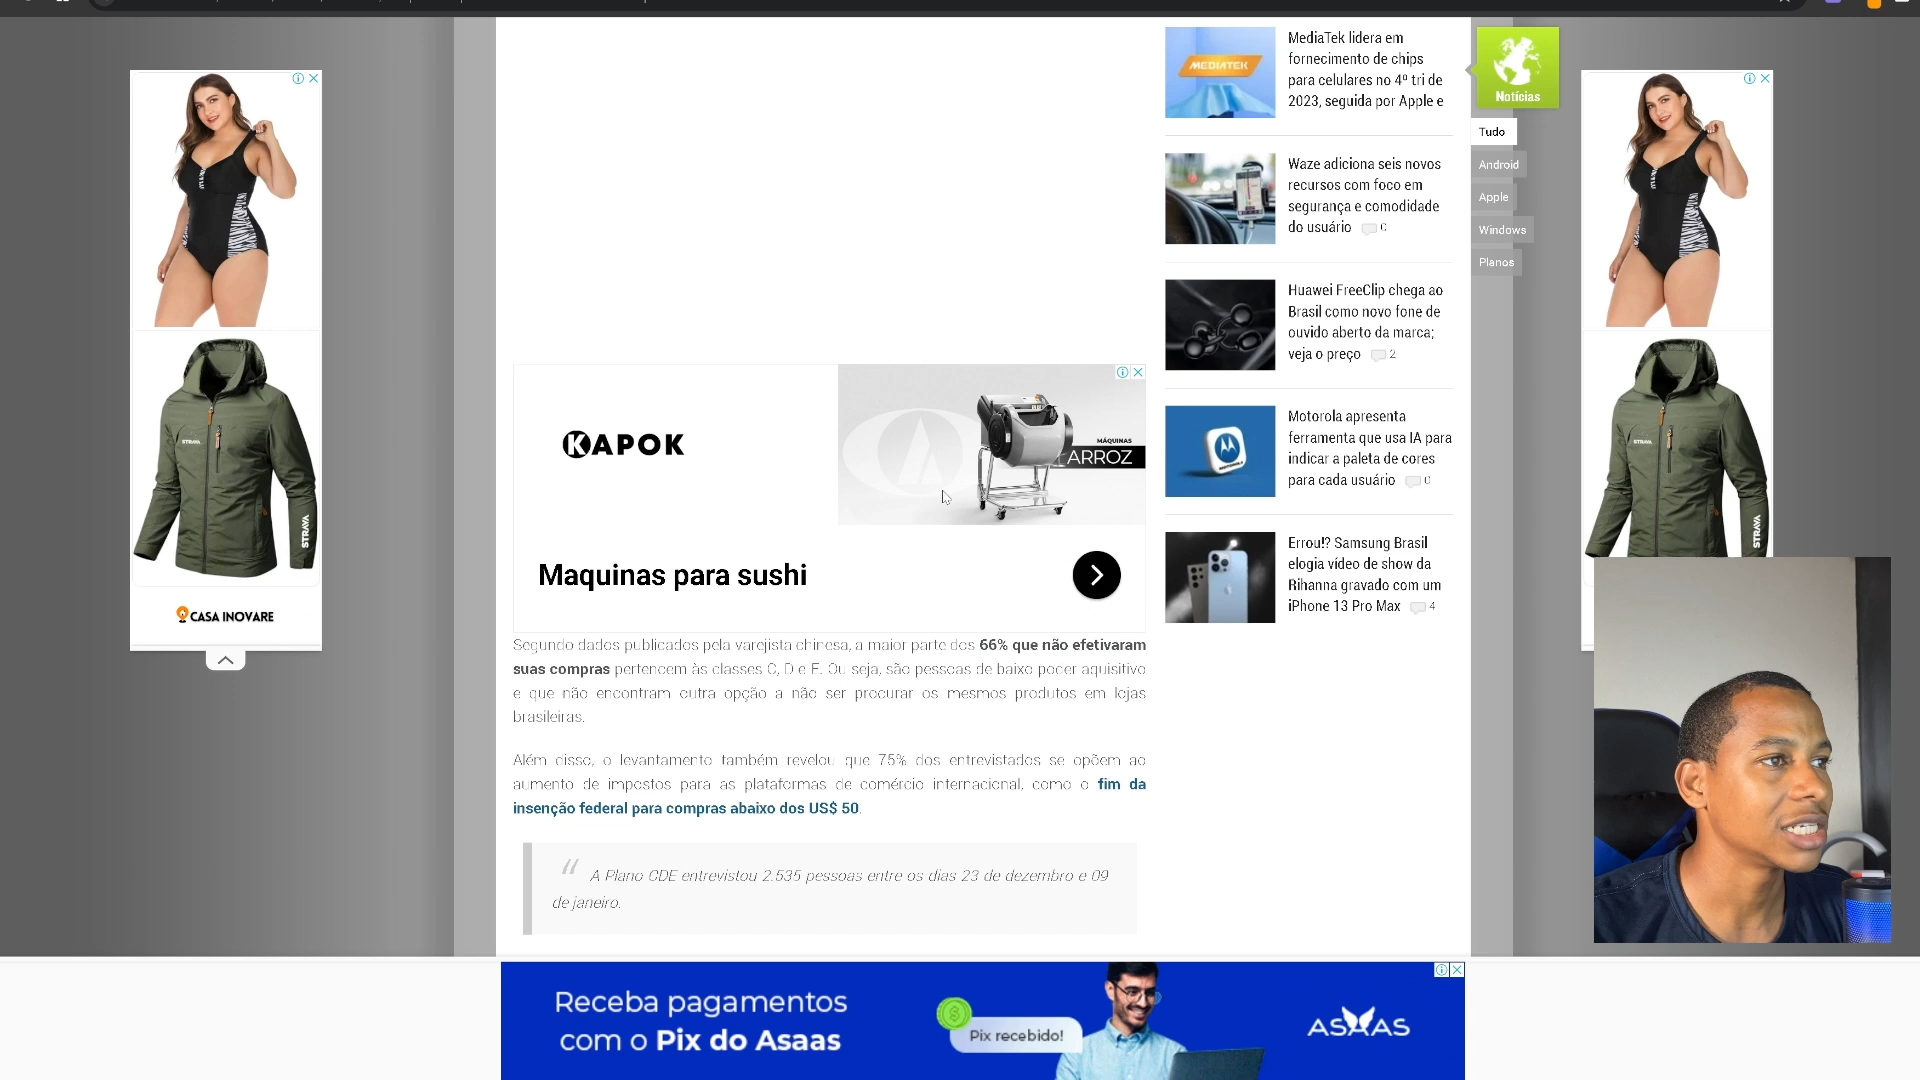 MediaTek lidera em
fornecimento de chips
para celulares no 4º tri de
2023, seguida por Apple e
MEDIATEK
Notícias
Tudo
Android
Apple
Windows
Planos
Waze adiciona seis novos
recursos com foco em
segurança e comodidade
do usuário 0
Huawei FreeClip chega ao
Brasil como novo fone de
ouvido aberto da marca;
veja o preço 2
Motorola apresenta
ferramenta que usa IA para
indicar a paleta de cores
para cada usuário 0
MOTOROLA
Errou!? Samsung Brasil
elogia vídeo de show da
Rihanna gravado com um
iPhone 13 Pro Max 4
STRAVA
STRAVA
CASA INOVARE
STRAVA
STRAVA
KAPOK
MÁQUINAS
ARROZ
Maquinas para sushi
Segundo dados publicados pela varejista chinesa, a maior parte dos 66% que não efetivaram
suas compras pertencem às classes C, D e E. Ou seja, são pessoas de baixo poder aquisitivo
e que não encontram outra opção a não ser procurar os mesmos produtos em lojas
brasileiras.
Além disso, o levantamento também revelou que 75% dos entrevistados se opõem ao
aumento de impostos para as plataformas de comércio internacional, como o fim da
insenção federal para compras abaixo dos US$ 50.
“ A Plano CDE entrevistou 2.535 pessoas entre os dias 23 de dezembro e 09
de janeiro.
Receba pagamentos
com o Pix do Asaas
Pix recebido!
ASAAS